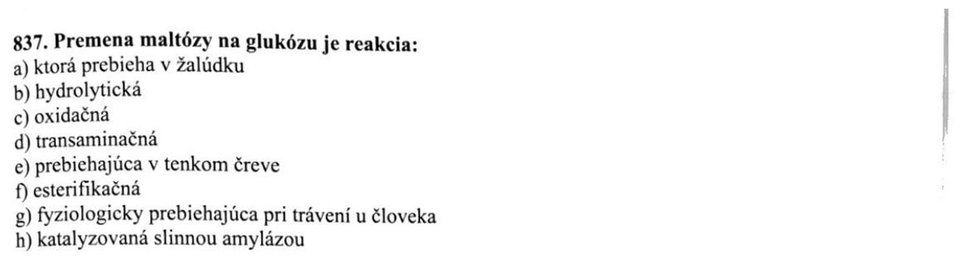 837. Premena maltózy na glukózu je reakcia:
a) ktorá prebieha v žalúdku
b) hydrolytická
c) oxidačná
d) transaminačná
e) prebiehajúca v tenkom čreve
f) esterifikačná
g) fyziologicky prebiehajúca pri trávení u človeka
h) katalyzovaná slinnou amylázou